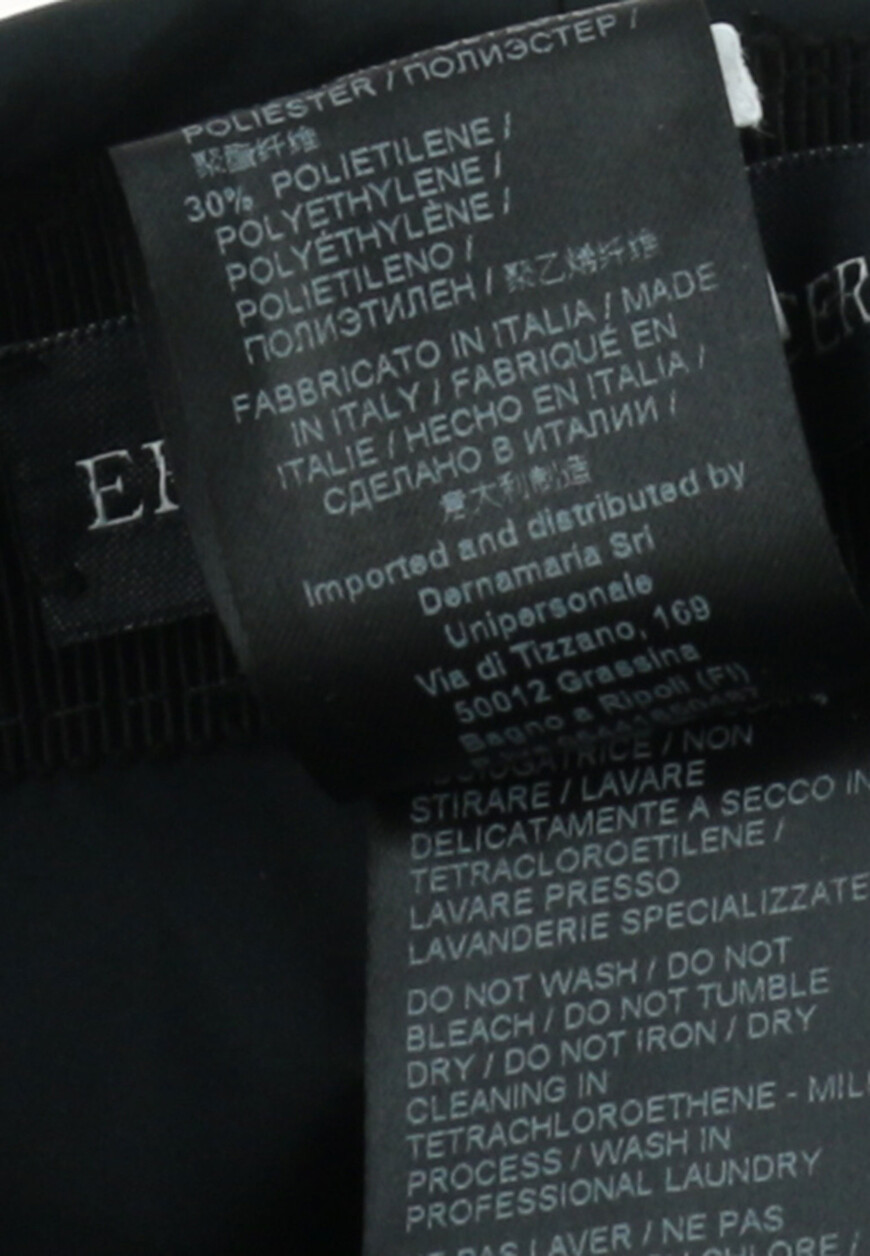 POLIESTER / ПОЛИЭСТЕР /
聚酯纤维
30% POLIETILENE /
POLYETHYLENE /
POLYÉTHYLÈNE /
POLIETILENO /
ПОЛИЭТИЛЕН / 聚乙烯纤维
FABBRICATO IN ITALIA / MADE
IN ITALY / FABRIQUÉ EN
ITALIE / HECHO EN ITALIA /
СДЕЛАНО В ИТАЛИИ /
意大利制造
Imported and distributed by
Dernamaria Srl
Unipersonale
Via di Tizzano, 169
50012 Grassina
Bagno a Ripoli (FI)
/ NON
STIRARE / LAVARE
DELICATAMENTE A SECCO IN
TETRACLOROETILENE /
LAVARE PRESSO
LAVANDERIE SPECIALIZZATE
DO NOT WASH / DO NOT
BLEACH / DO NOT TUMBLE
DRY / DO NOT IRON / DRY
CLEANING IN
TETRACHLOROETHENE -
PROCESS / WASH IN
PROFESSIONAL LAUNDRY
PAS LAVER / NE PAS